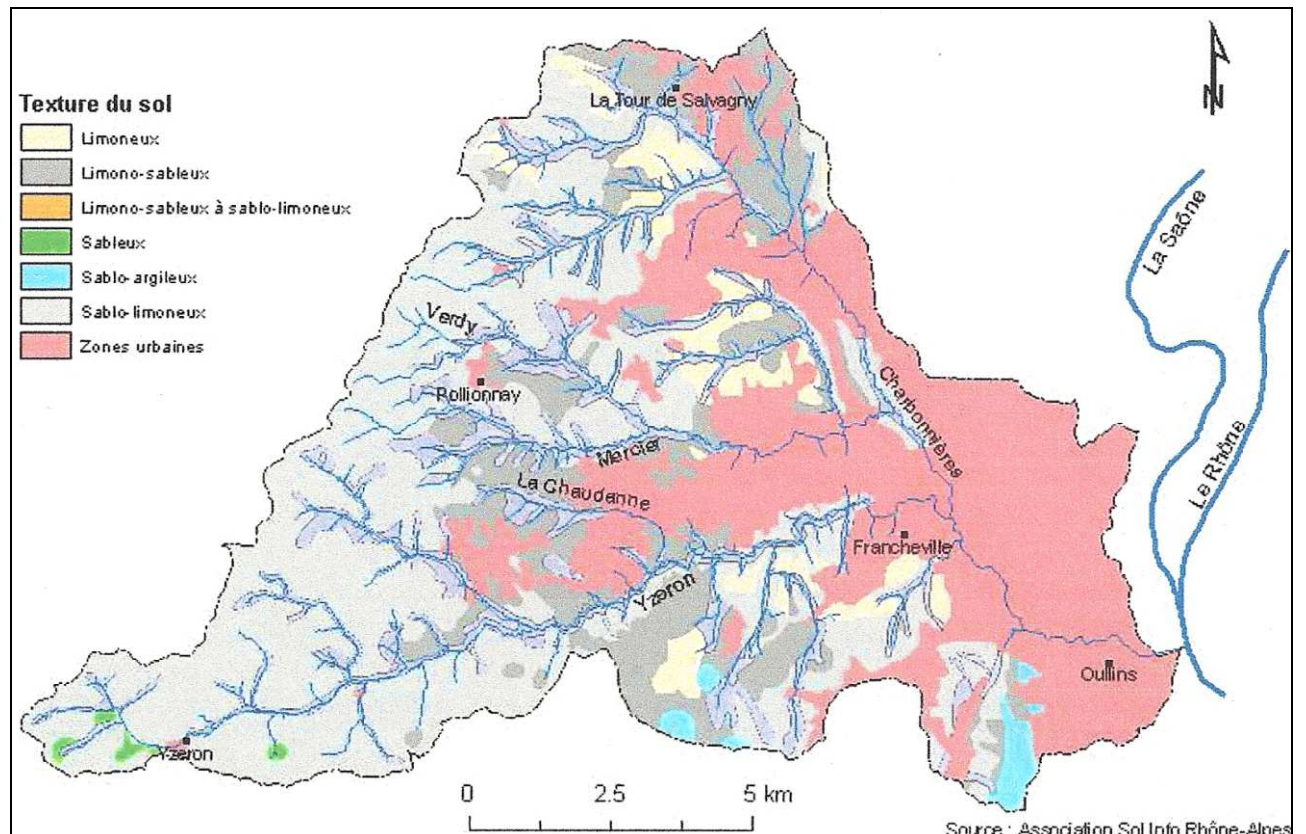 Texture du sol
Limoneux
Limono-sableux
Limono-sableux à sablo-limoneux
Sableux
Sablo-argileux
Sablo-limoneux
Zones urbaines
N
La Tour de Salvagny
La Saône
Le Rhône
Verdy
Pollionnay
Charbonnières
Mercier
La Chaudanne
Francheville
Yzeron
Oullins
Yzeron
0 2.5 5 km
Source : Association Sol Info Rhône-Alpes